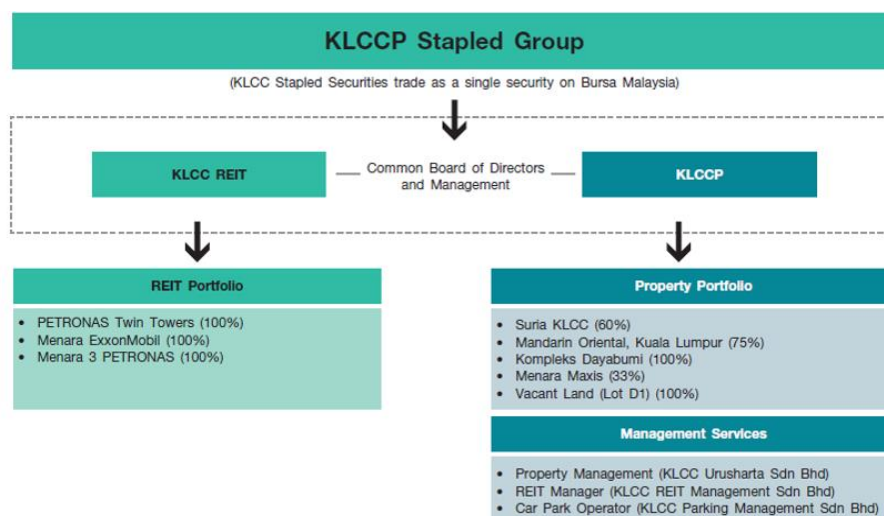 KLCCP Stapled Group
(KLCC Stapled Securities trade as a single security on Bursa Malaysia)
KLCC REIT
Common Board of Directors
and Management
KLCCP
REIT Portfolio
• PETRONAS Twin Towers (100%)
• Menara ExxonMobil (100%)
• Menara 3 PETRONAS (100%)
Property Portfolio
• Suria KLCC (60%)
• Mandarin Oriental, Kuala Lumpur (75%)
• Kompleks Dayabumi (100%)
• Menara Maxis (33%)
• Vacant Land (Lot D1) (100%)
Management Services
• Property Management (KLCC Urusharta Sdn Bhd)
• REIT Manager (KLCC REIT Management Sdn Bhd)
• Car Park Operator (KLCC Parking Management Sdn Bhd)